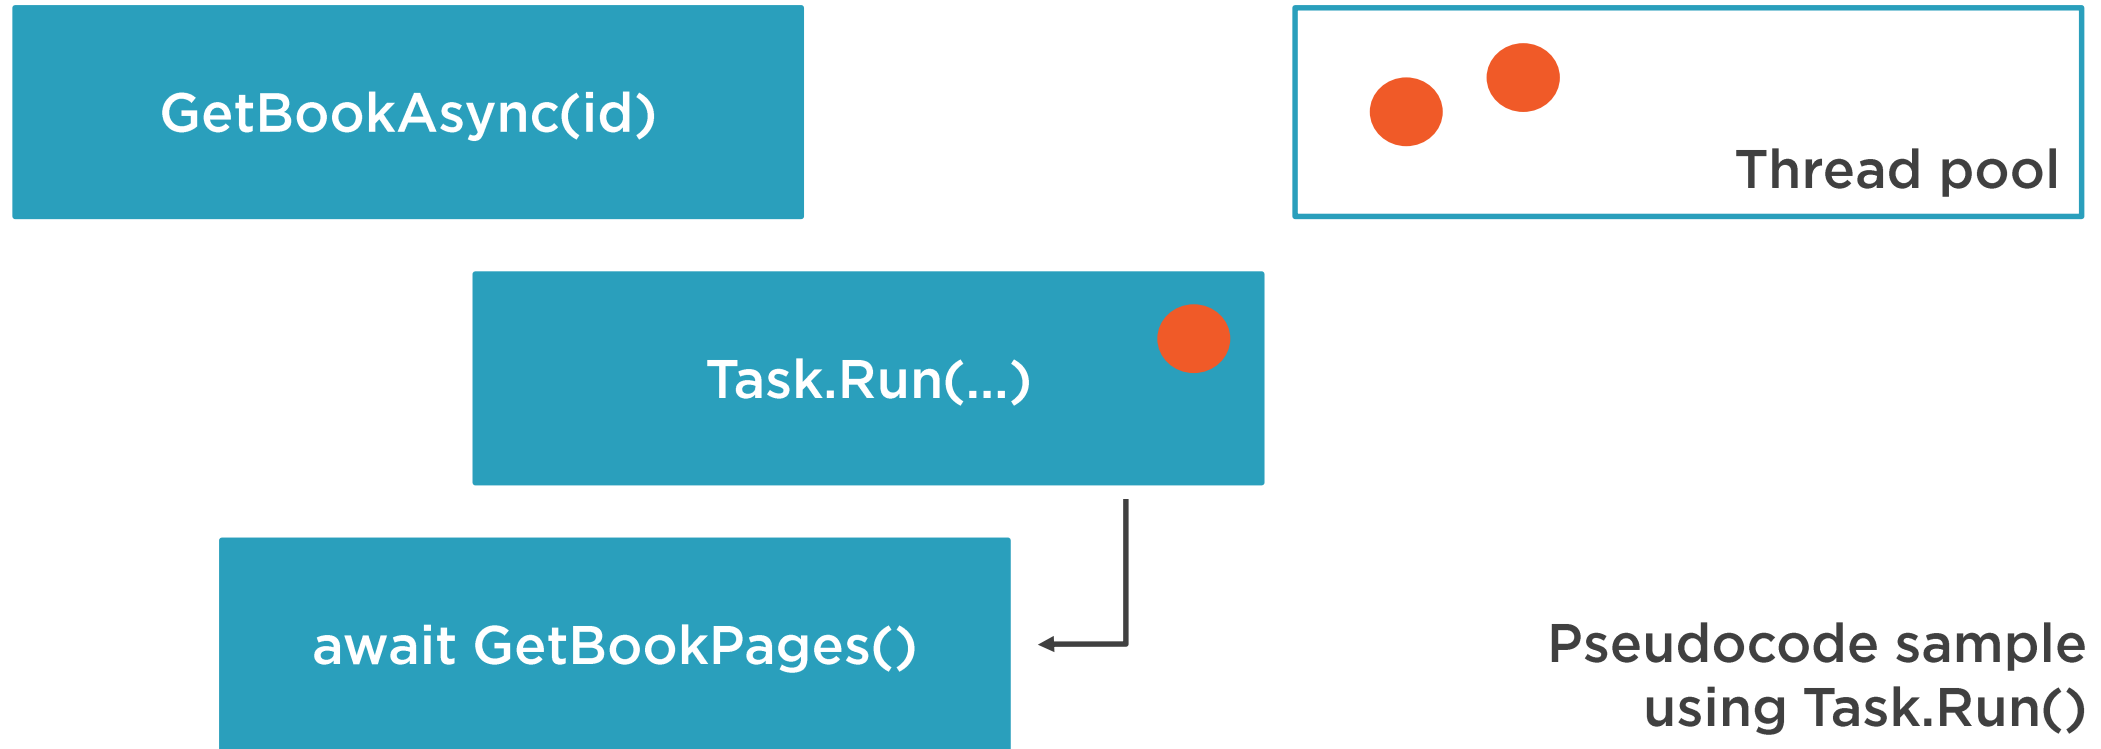 GetBookAsync(id)
Thread pool
Task.Run(...)
await GetBookPages()
Pseudocode sample
using Task.Run()